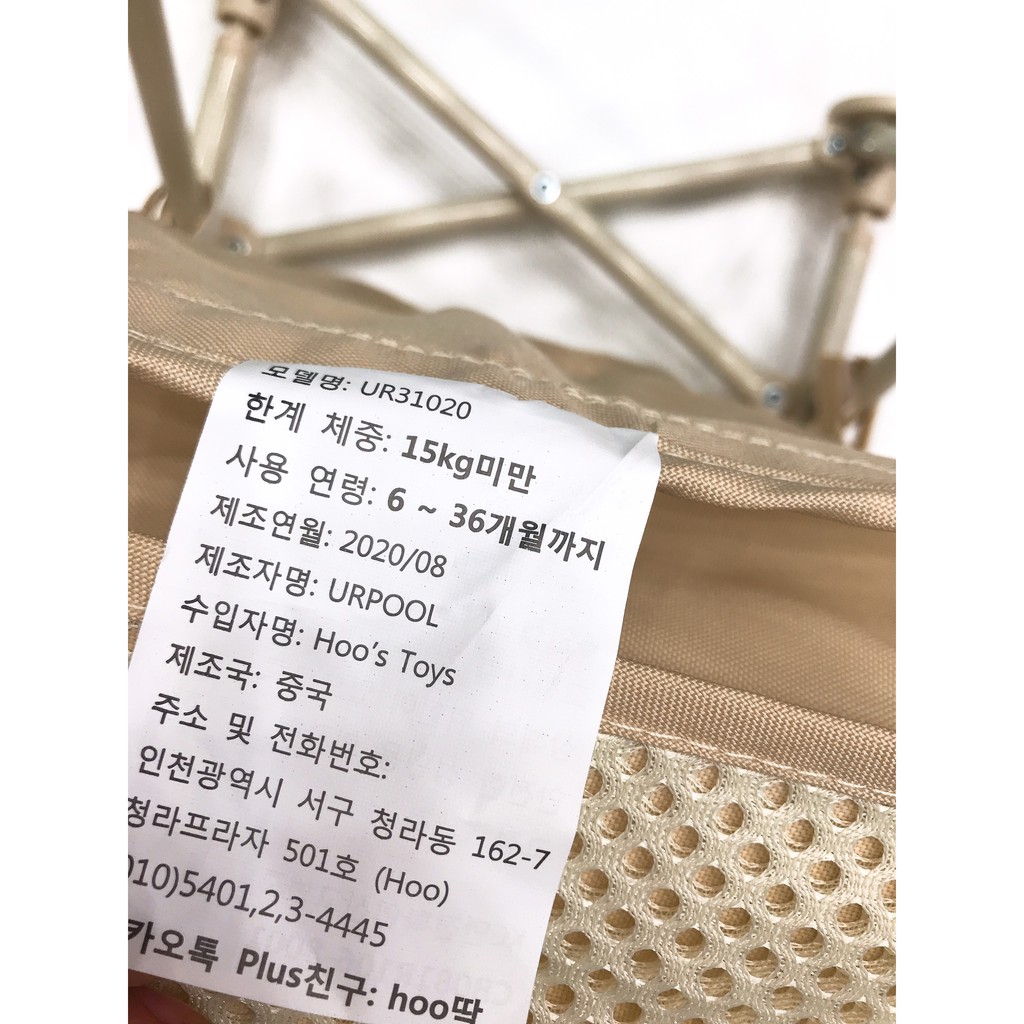 모델명: UR31020
한계 체중: 15kg미만
사용 연령: 6 ~ 36개월까지
제조연월: 2020/08
제조자명: URPOOL
수입자명: Hoo's Toys
제조국: 중국
주소 및 전화번호:
인천광역시 서구 청라동 162-7
청라프라자 501호 (Hoo)
010)5401,2,3-4445
카오톡 Plus친구: hoo딱